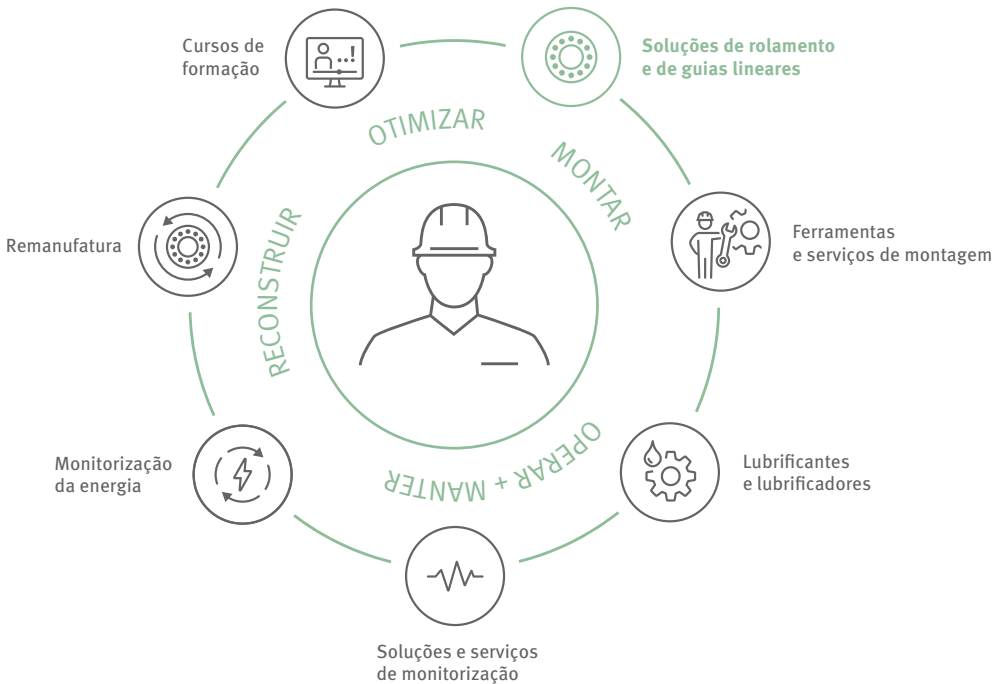 Cursos de
formação
Soluções de rolamento
e de guias lineares
OTIMIZAR
MONTAR
Ferramentas
e serviços de montagem
Remanufatura
RECONSTRUIR
OPERAR + MANTER
Monitorização
da energia
Lubrificantes
e lubrificadores
Soluções e serviços
de monitorização